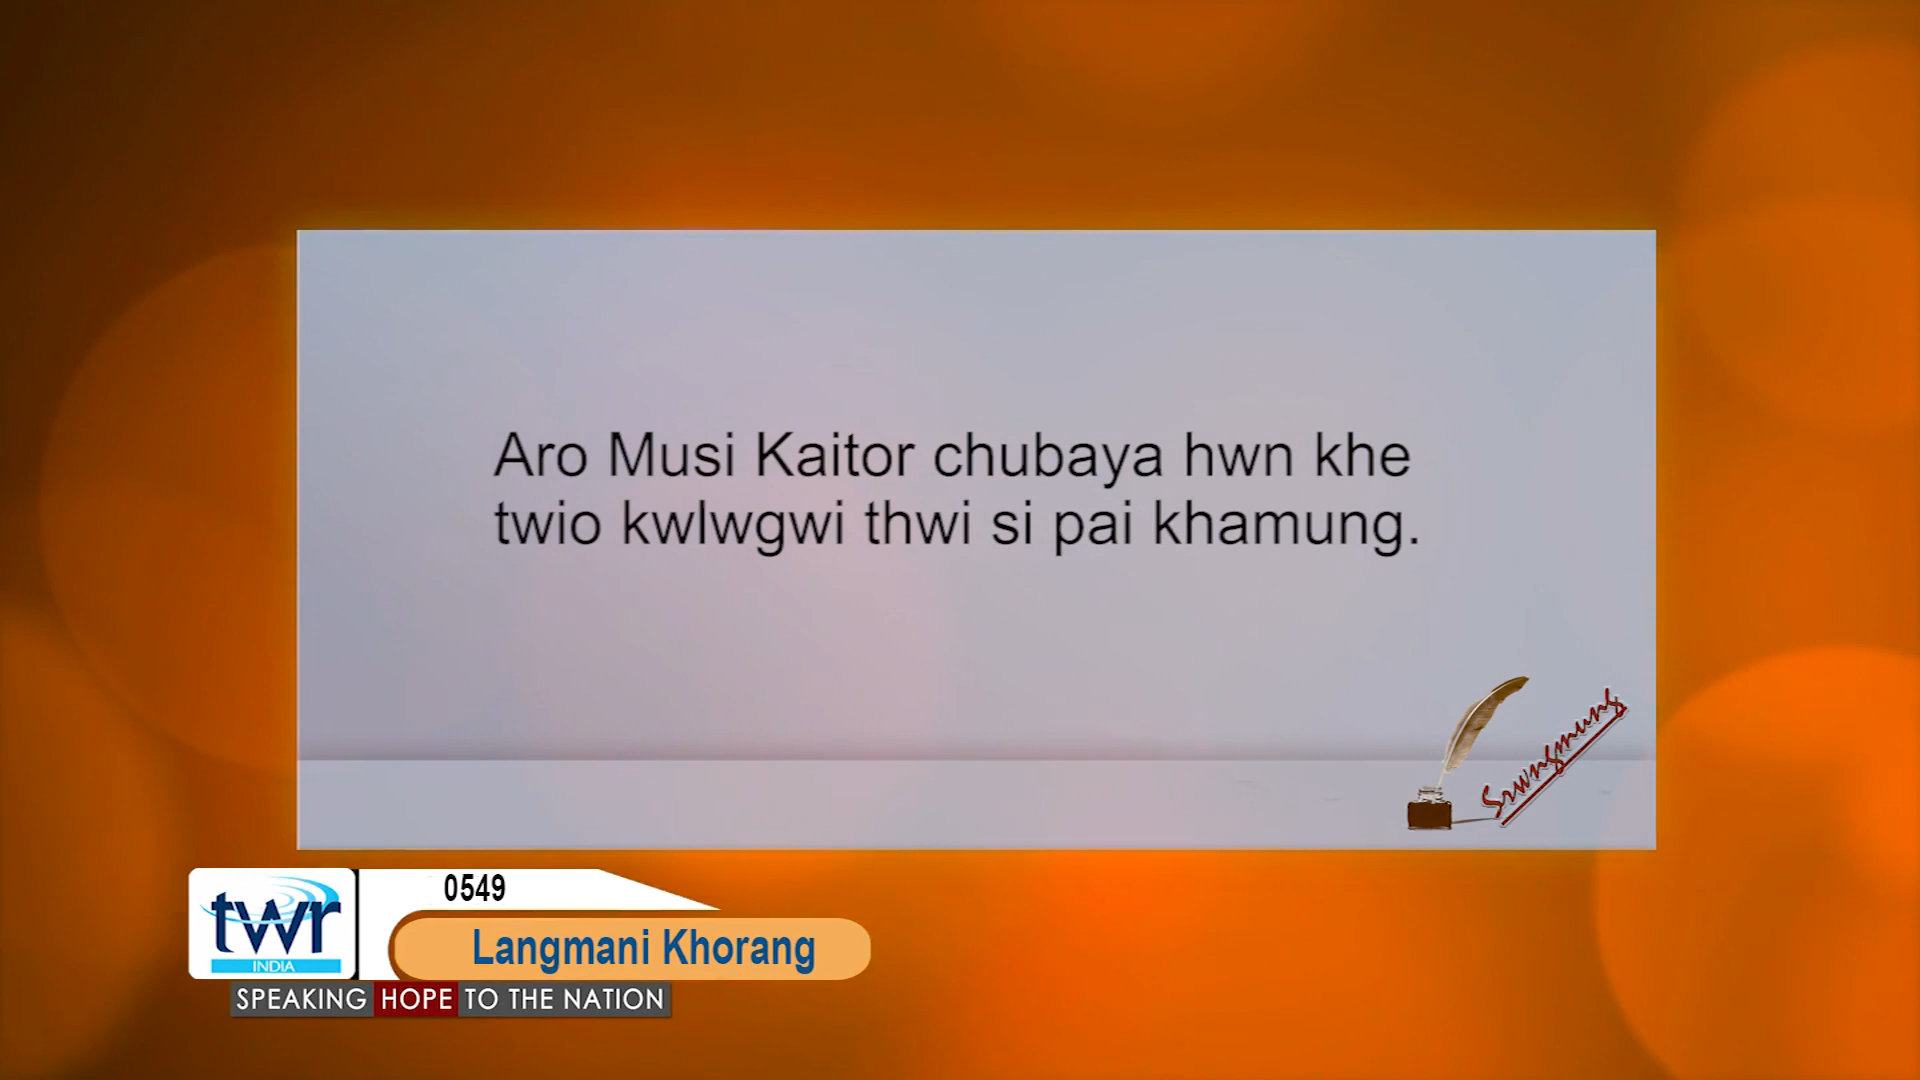 Aro Musi Kaitor chubaya hwn khe
twio kwlwgwi thwi si pai khamung.
Srwngmung
0549
twr
INDIA
Langmani Khorang
SPEAKING HOPE TO THE NATION